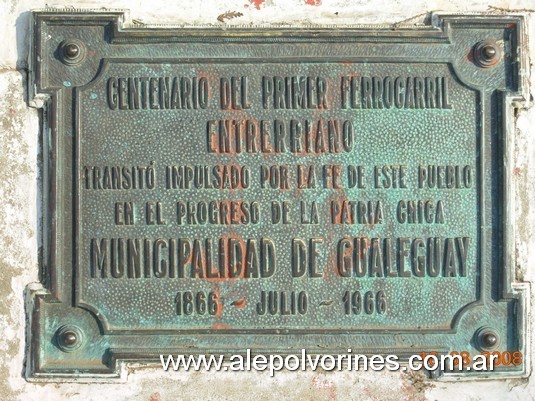 CENTENARIO DEL PRIMER FERROCARRIL
ENTRERRIANO
TRANSITÓ IMPULSADO POR LA FE DE ESTE PUEBLO
EN EL PROGRESO DE LA PATRIA CHICA
MUNICIPALIDAD DE GUALEGUAY
1866 - JULIO - 1966
www.alepolvorines.com.ar
2008